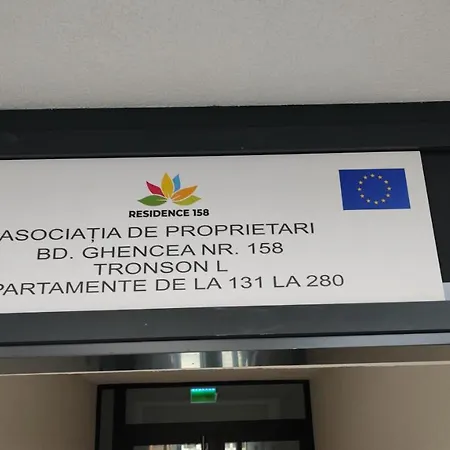 RESIDENCE 158
ASOCIAȚIA DE PROPRIETARI
BD. GHENCEA NR. 158
TRONSON L
PARTAMENTE DE LA 131 LA 280